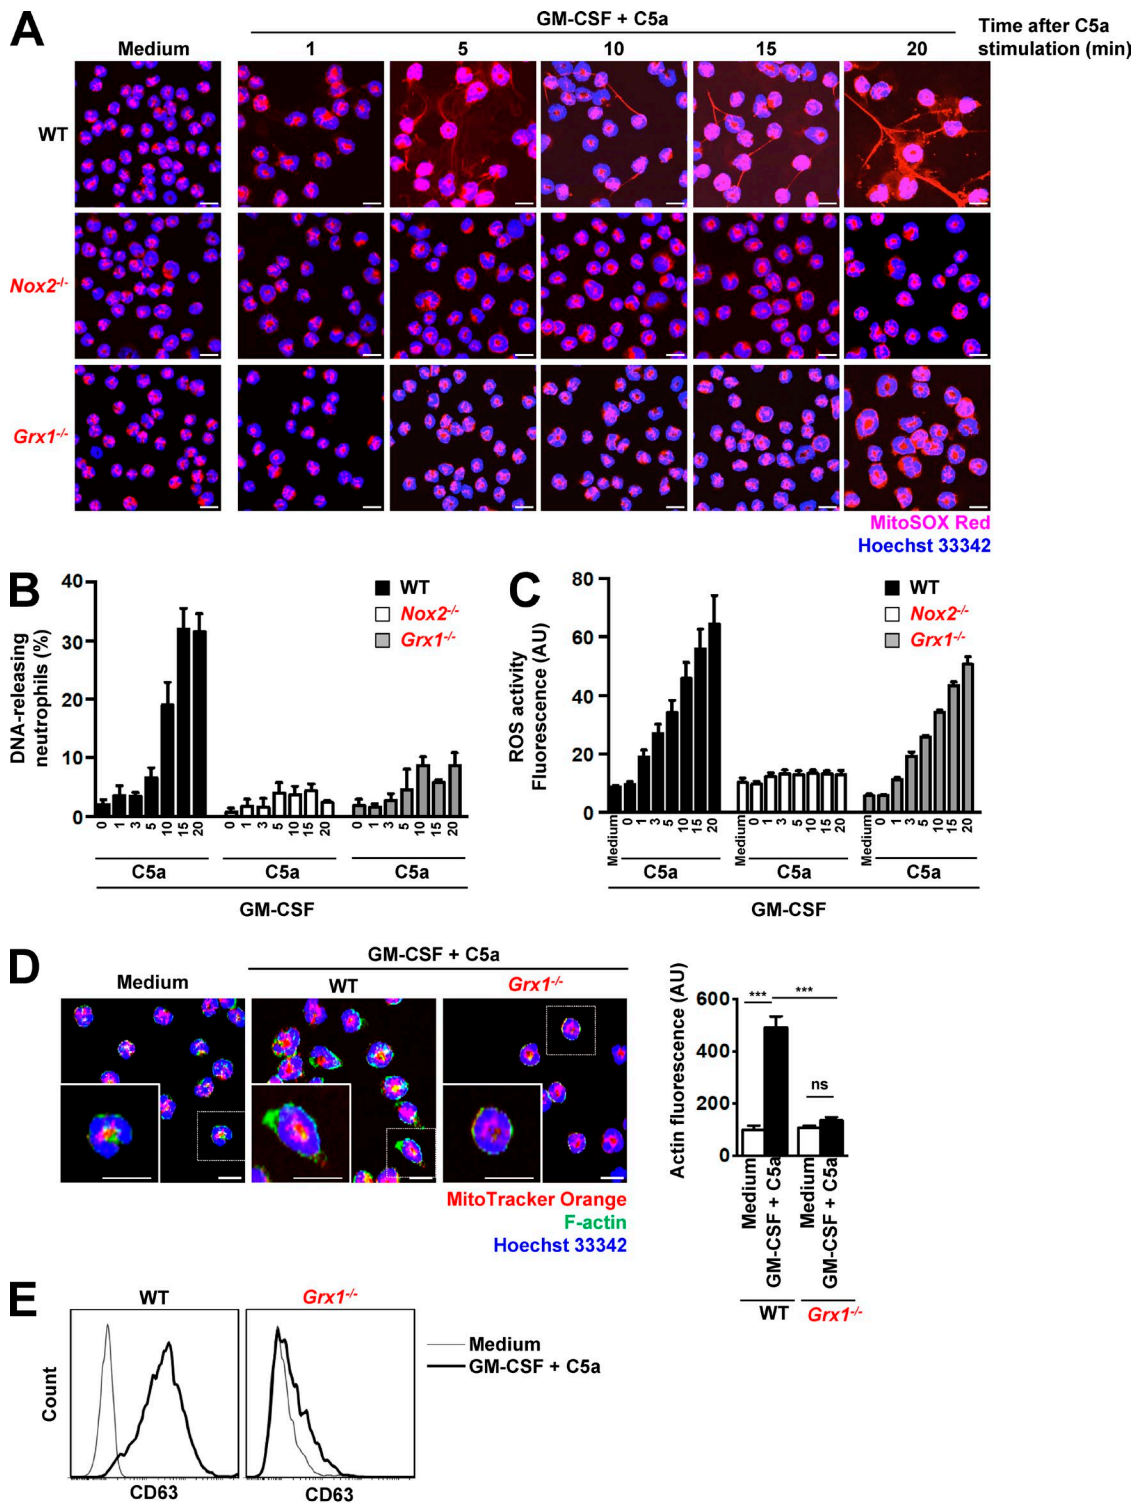 A
GM-CSF + C5a
Time after C5a
stimulation (min)
Medium 1 5 10 15 20
WT
Nox2-/-
Grx1-/-
MitoSOX Red
Hoechst 33342
B
DNA-releasing
neutrophils (%)
40
30
20
10
0
WT
Nox2-/-
Grx1-/-
0 1 3 5 10 15 20 0 1 3 5 10 15 20 0 1 3 5 10 15 20
C5a C5a C5a
GM-CSF
C
ROS activity
Fluorescence (AU)
80
60
40
20
0
WT
Nox2-/-
Grx1-/-
Medium 0 1 3 5 10 15 20 Medium 0 1 3 5 10 15 20 Medium 0 1 3 5 10 15 20
C5a C5a C5a
GM-CSF
D
GM-CSF + C5a
Medium WT Grx1-/-
MitoTracker Orange
F-actin
Hoechst 33342
Actin fluorescence (AU)
600
400
200
0
*** ***
ns
Medium
GM-CSF + C5a
Medium
GM-CSF + C5a
WT Grx1-/-
E
WT Grx1-/-
Count
Medium
GM-CSF + C5a
CD63 CD63